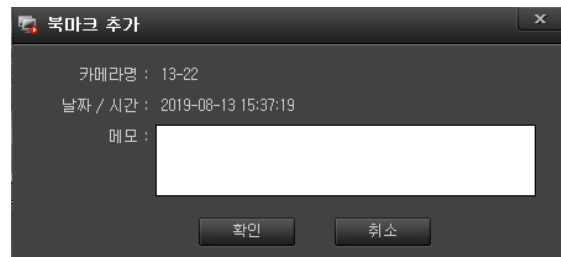 북마크 추가
카메라명 : 13-22
날짜 / 시간 : 2019-08-13 15:37:19
메모 :
확인 취소